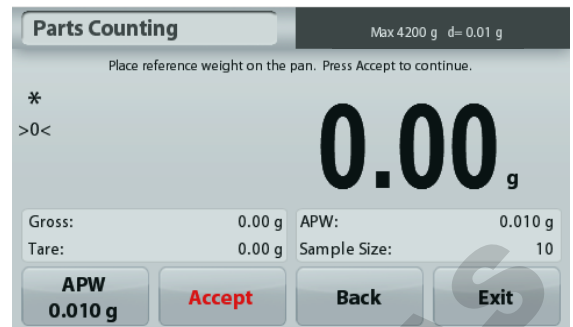 Parts Counting
Max 4200 g d= 0.01 g
Place reference weight on the pan. Press Accept to continue.
*
>0<
0.00 g
Gross: 0.00 g APW: 0.010 g
Tare: 0.00 g Sample Size: 10
APW
0.010 g
Accept
Back
Exit